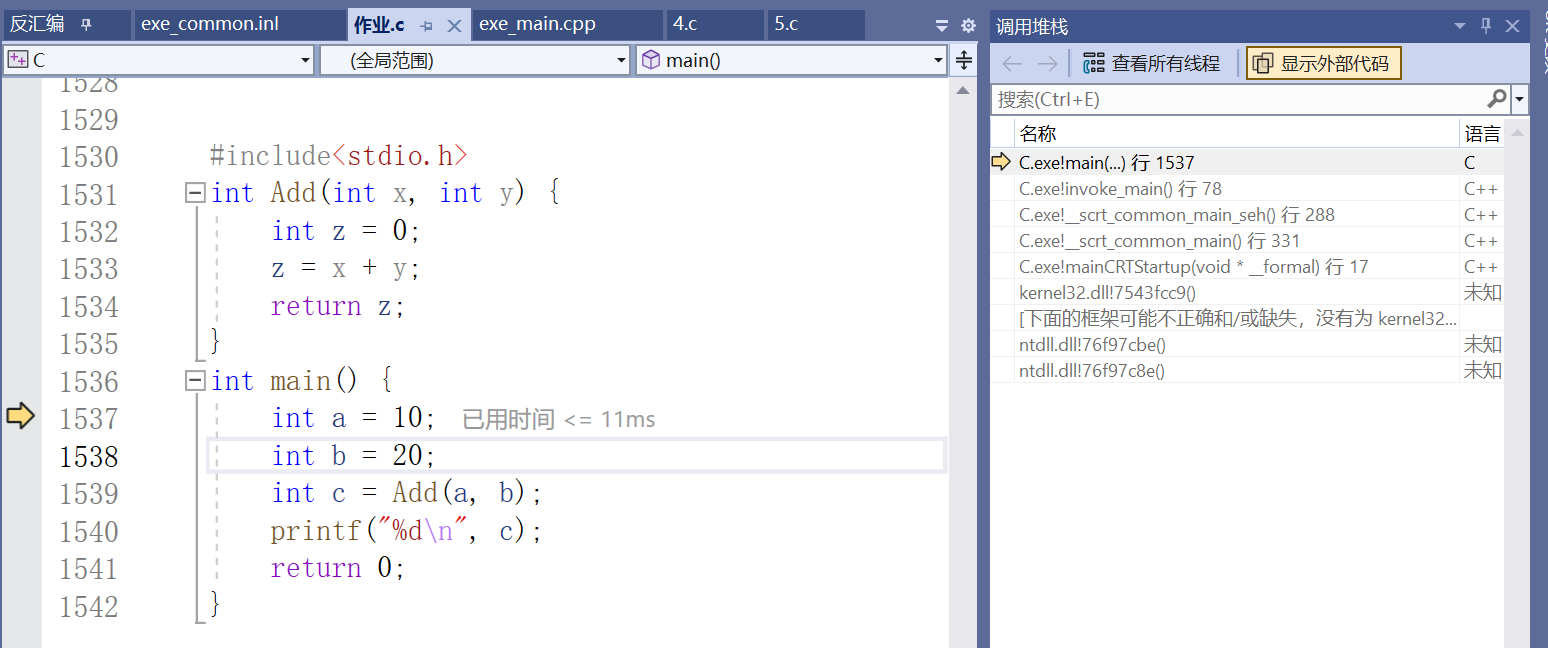 反汇编
exe_common.inl
作业.c
exe_main.cpp
4.c
5.c
C
(全局范围)
main()
1528
1529
1530 #include<stdio.h>
1531 int Add(int x, int y) {
1532 int z = 0;
1533 z = x + y;
1534 return z;
1535 }
1536 int main() {
1537 int a = 10; 已用时间 <= 11ms
1538 int b = 20;
1539 int c = Add(a, b);
1540 printf("%d\n", c);
1541 return 0;
1542 }
调用堆栈
查看所有线程
显示外部代码
搜索(Ctrl+E)
名称 语言
C.exe!main(...) 行 1537 C
C.exe!invoke_main() 行 78 C++
C.exe!__scrt_common_main_seh() 行 288 C++
C.exe!__scrt_common_main() 行 331 C++
C.exe!mainCRTStartup(void * __formal) 行 17 C++
kernel32.dll!7543fcc9() 未知
[下面的框架可能不正确和/或缺失，没有为 kernel32...
ntdll.dll!76f97cbe() 未知
ntdll.dll!76f97c8e() 未知